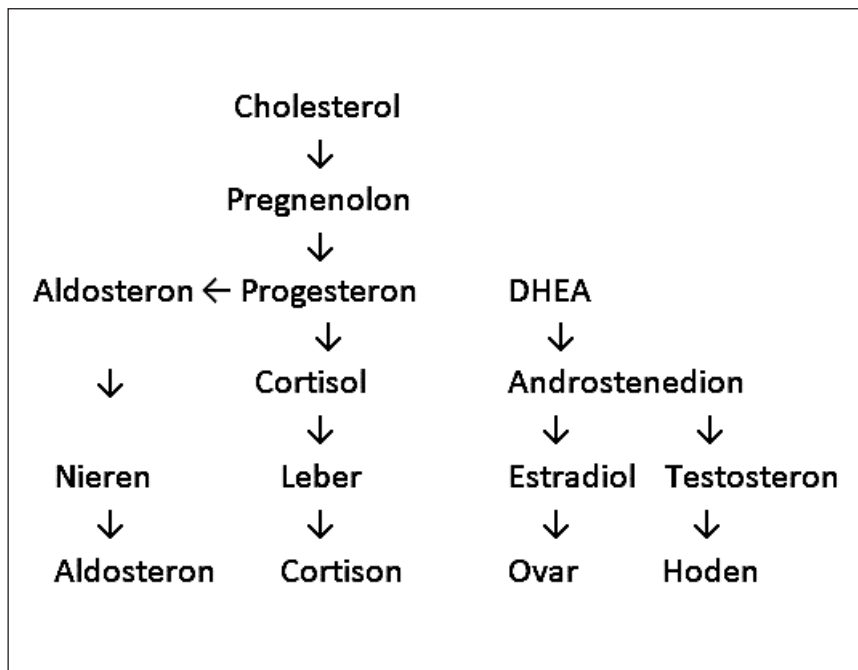 Cholesterol
↓
Pregnenolon
↓
Aldosteron ← Progesteron DHEA
↓ ↓
↓ Cortisol Androstenedion
↓ ↓ ↓
Nieren Leber Estradiol Testosteron
↓ ↓ ↓ ↓
Aldosteron Cortison Ovar Hoden